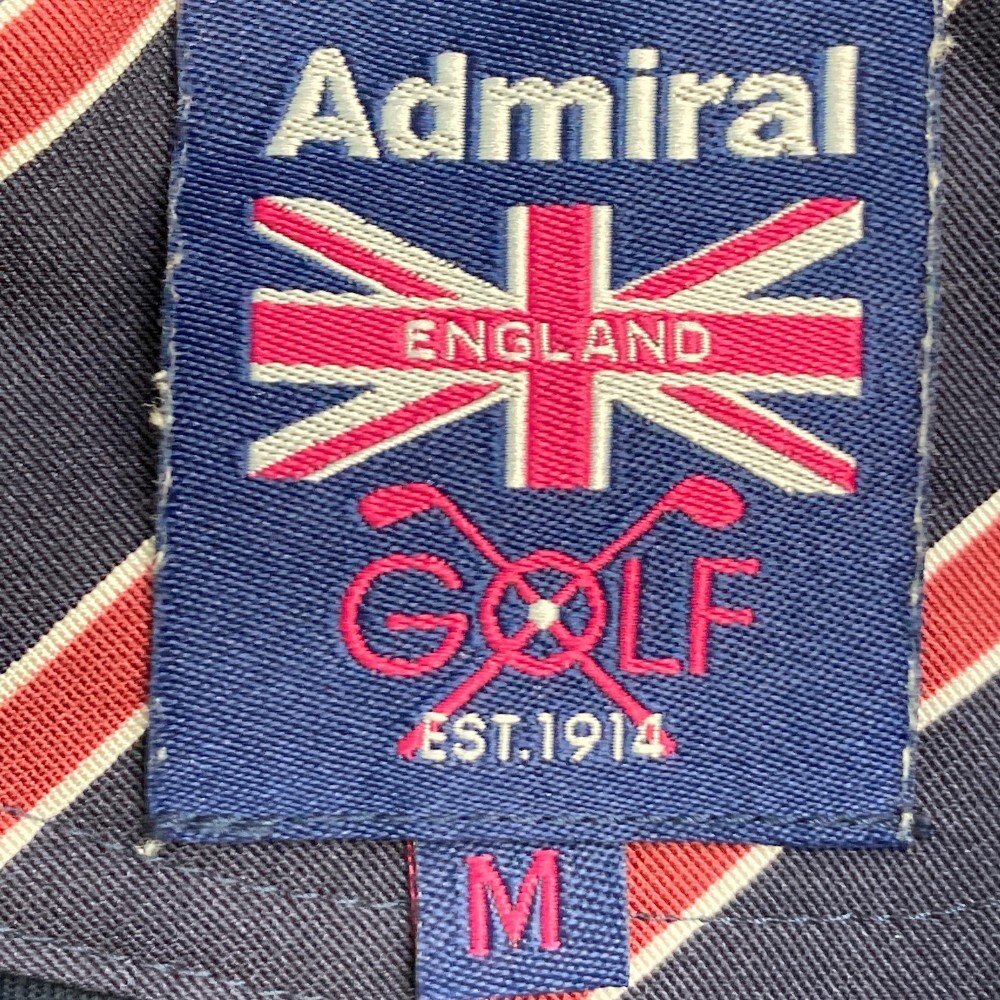 Admiral
ENGLAND
GOLF
EST.1914
M